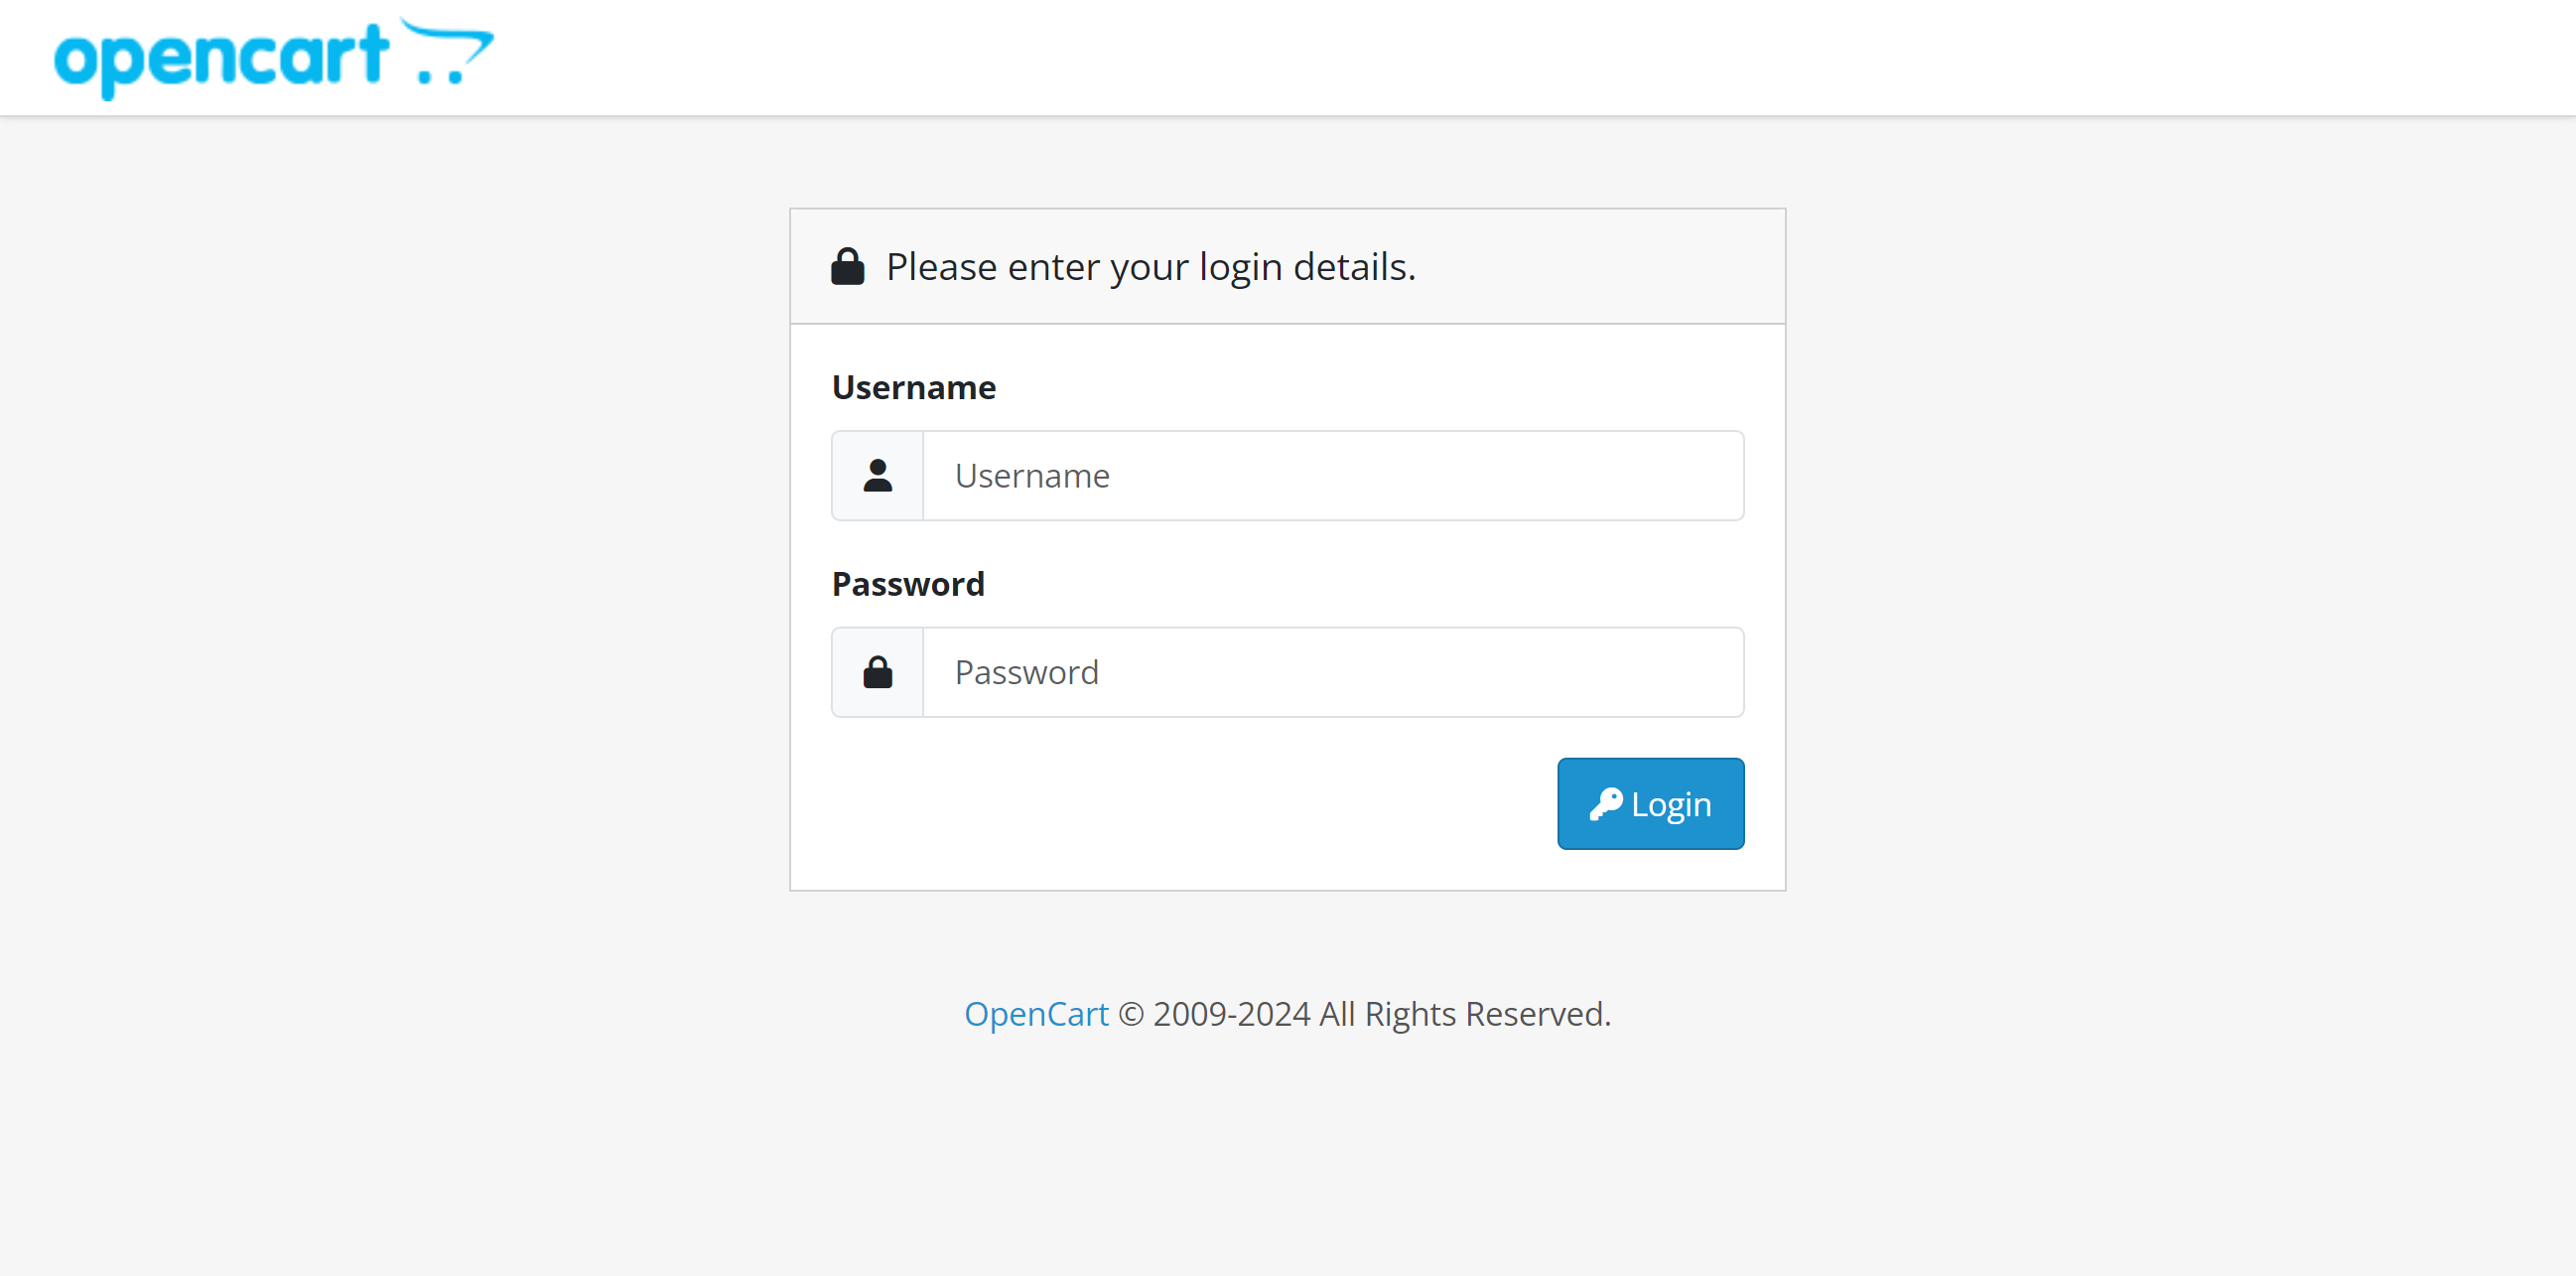 opencart
Please enter your login details.
Username
Username
Password
Password
Login
OpenCart © 2009-2024 All Rights Reserved.